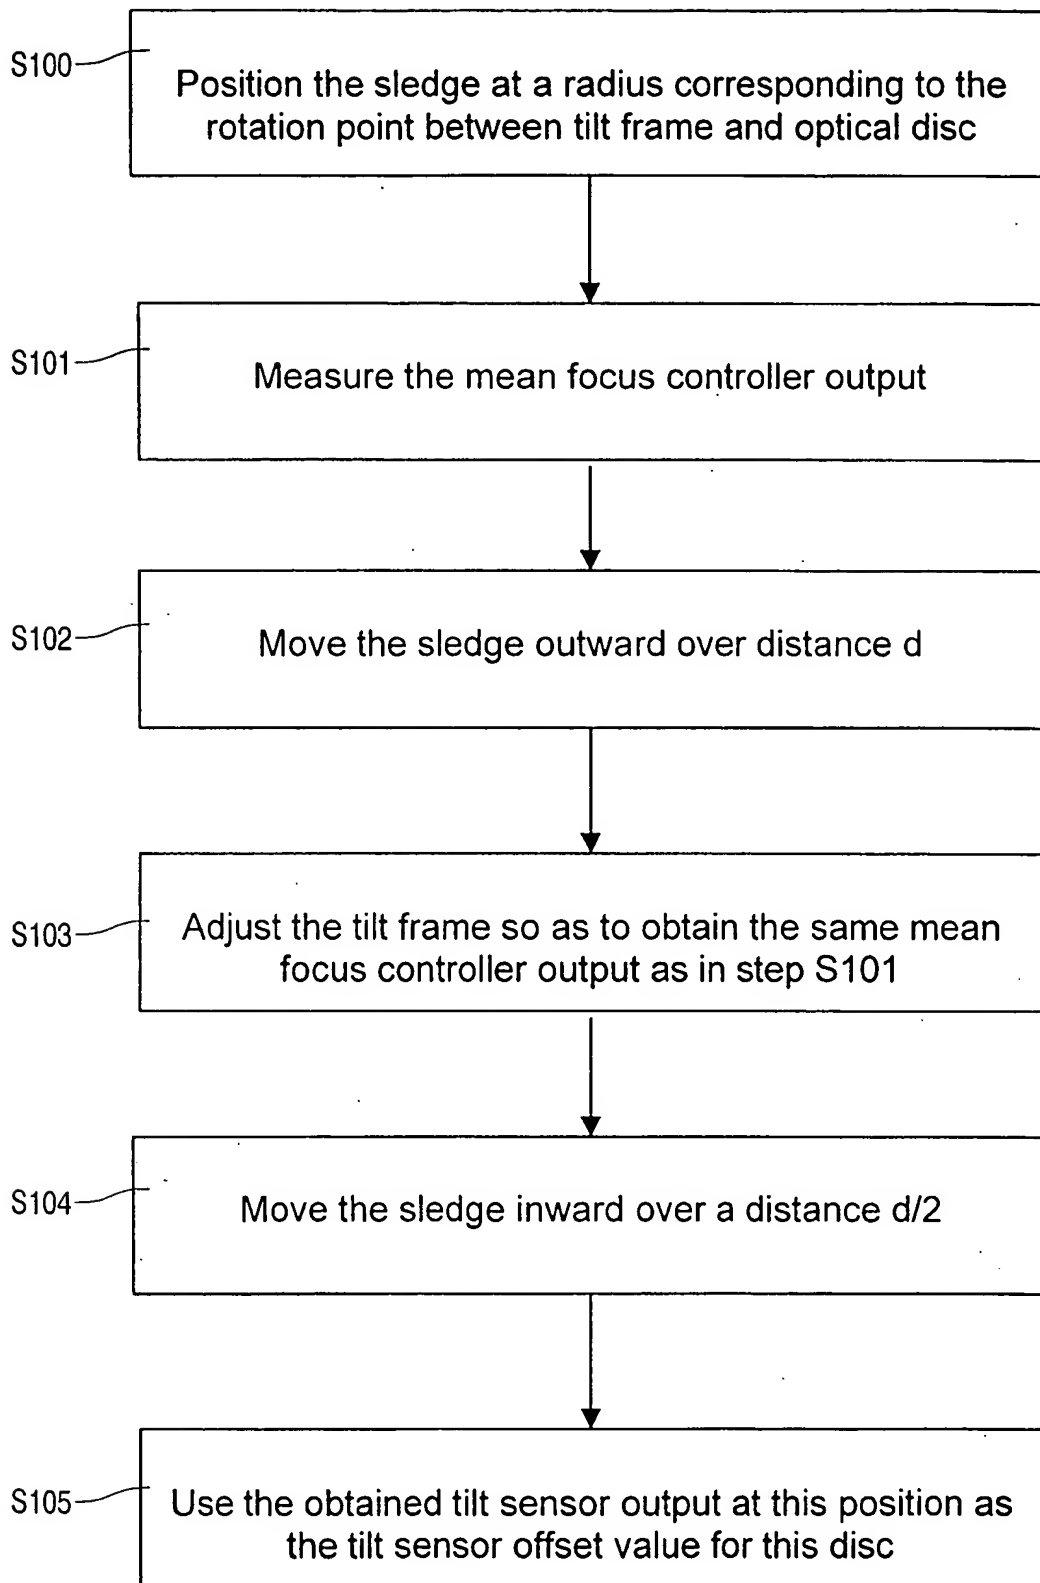 S100
Position the sledge at a radius corresponding to the
rotation point between tilt frame and optical disc
S101
Measure the mean focus controller output
S102
Move the sledge outward over distance d
S103
Adjust the tilt frame so as to obtain the same mean
focus controller output as in step S101
S104
Move the sledge inward over a distance d/2
S105
Use the obtained tilt sensor output at this position as
the tilt sensor offset value for this disc